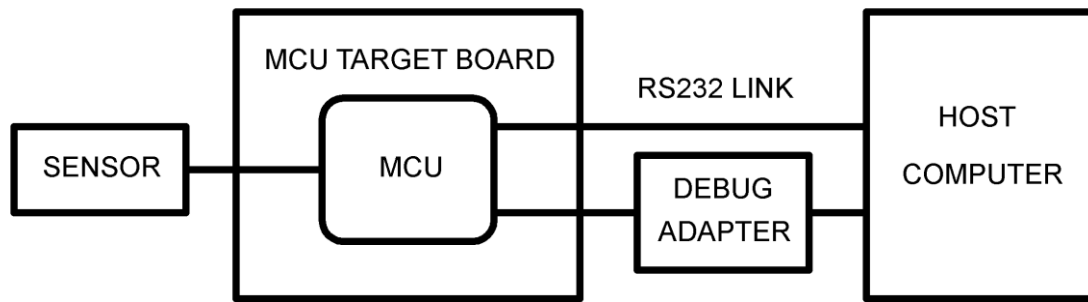 MCU TARGET BOARD
RS232 LINK
SENSOR
MCU
HOST
COMPUTER
DEBUG
ADAPTER